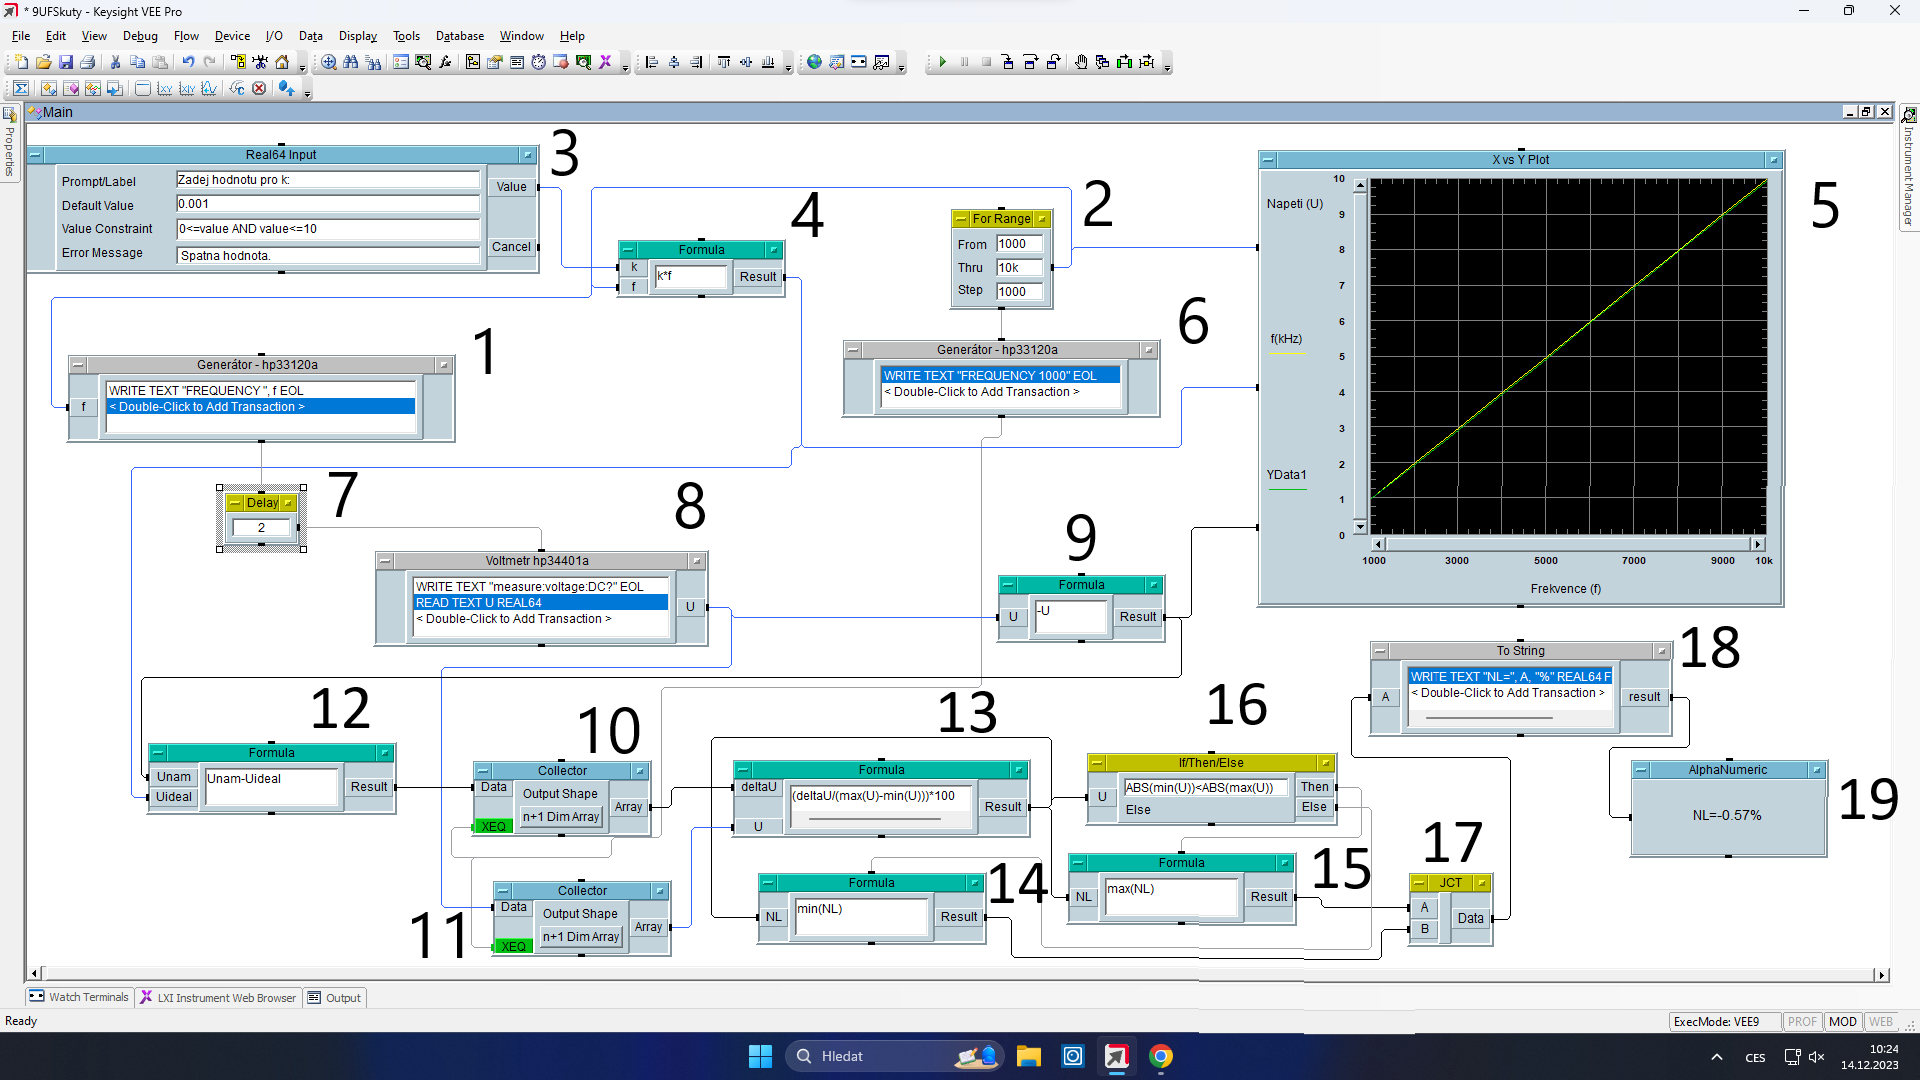 * 9UFSkuty - Keysight VEE Pro
File Edit View Debug Flow Device I/O Data Display Tools Database Window Help
Main
Properties
Instrument Manager
Real64 Input
Prompt/Label Zadej hodnotu pro k:
Default Value 0.001
Value Constraint 0<=value AND value<=10
Error Message Spatna hodnota.
Value
Cancel
3
Formula
k
f
k*f
Result
4
For Range
From 1000
Thru 10k
Step 1000
2
X vs Y Plot
Napeti (U)
f(kHz)
YData1
10
9
8
7
6
5
4
3
2
1
0
1000 3000 5000 7000 9000 10k
Frekvence (f)
5
Generátor - hp33120a
f
WRITE TEXT "FREQUENCY ", f EOL
< Double-Click to Add Transaction >
1
Generátor - hp33120a
WRITE TEXT "FREQUENCY 1000" EOL
< Double-Click to Add Transaction >
6
Delay
2
7
Voltmetr hp34401a
WRITE TEXT "measure:voltage:DC?" EOL
READ TEXT U REAL64
< Double-Click to Add Transaction >
U
8
Formula
U
-U
Result
9
Formula
Unam
Uideal
Unam-Uideal
Result
12
Collector
Data
XEQ
Output Shape
n+1 Dim Array
Array
10
Collector
Data
XEQ
Output Shape
n+1 Dim Array
Array
11
Formula
deltaU
U
(deltaU/(max(U)-min(U)))*100
Result
13
Formula
NL
min(NL)
Result
14
If/Then/Else
U
ABS(min(U))<ABS(max(U))
Else
Then
Else
16
Formula
NL
max(NL)
Result
15
JCT
A
B
Data
17
To String
A
WRITE TEXT "NL=", A, "%" REAL64 F
< Double-Click to Add Transaction >
result
18
AlphaNumeric
NL=-0.57%
19
Watch Terminals LXI Instrument Web Browser Output
Ready
ExecMode: VEE9 PROF MOD WEB
Hledat
CES
10:24
14.12.2023